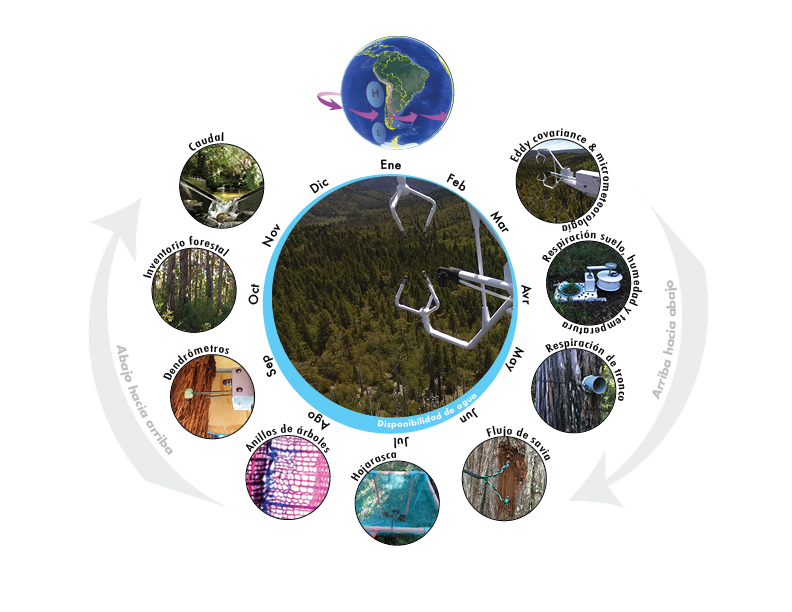 H
L
Ene
Feb
Mar
Avr
May
Jun
Jul
Ago
Sep
Oct
Nov
Dic
Disponibilidad de agua
Eddy covariance & micrometeorología
Respiración suelo, humedad y temperatura
Respiración de tronco
Flujo de savia
Hojarasca
Anillos de árboles
Dendrómetros
Inventario forestal
Caudal
Arriba hacia abajo
Abajo hacia arriba